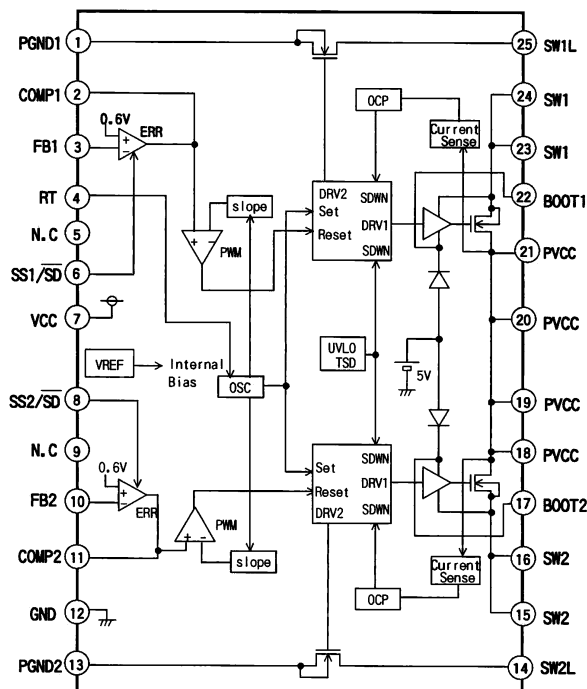 PGND1 1
25 SW1L
COMP1 2
OCP
24 SW1
0.6V
ERR
Current
Sense
FB1 3
23 SW1
RT 4
22 BOOT1
slope
DRV2 SDWN
Set
DRV1
Reset
SDWN
N.C 5
PWM
21 PVCC
SS1/SD 6
VCC 7
20 PVCC
UVLO
TSD
5V
VREF
Internal
Bias
OSC
SS2/SD 8
19 PVCC
N.C 9
18 PVCC
SDWN
Set
DRV1
Reset
DRV2 SDWN
0.6V
FB2 10
ERR
PWM
17 BOOT2
COMP2 11
slope
Current
Sense
16 SW2
OCP
GND 12
15 SW2
PGND2 13
14 SW2L